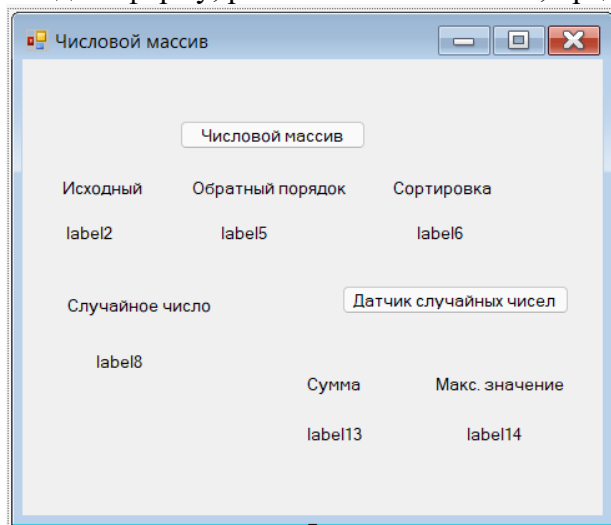 Числовой массив
Числовой массив
Исходный Обратный порядок Сортировка
label2 label5 label6
Случайное число Датчик случайных чисел
label8
Сумма Макс. значение
label13 label14